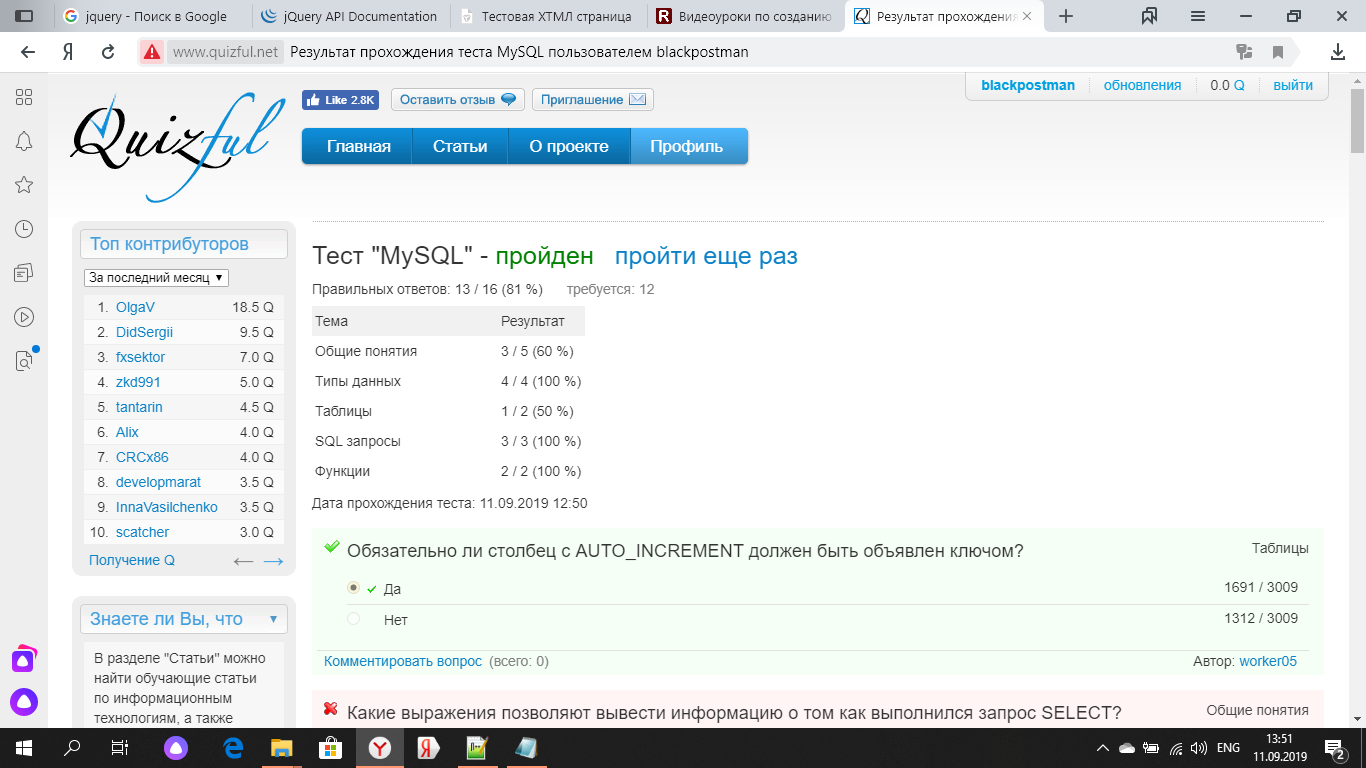 jquery - Поиск в Google
jQuery API Documentation
Тестовая ХТМЛ страница
Видеоуроки по созданию
Результат прохождения
Я
www.quizful.net Результат прохождения теста MySQL пользователем blackpostman
blackpostman обновления 0.0 Q выйти
Quizful
Like 2.8K
Оставить отзыв
Приглашение
Главная Статьи О проекте Профиль
Топ контрибуторов
За последний месяц
1. OlgaV 18.5 Q
2. DidSergii 9.5 Q
3. fxsektor 7.0 Q
4. zkd991 5.0 Q
5. tantarin 4.5 Q
6. Alix 4.0 Q
7. CRCx86 4.0 Q
8. developmarat 3.5 Q
9. InnaVasilchenko 3.5 Q
10. scatcher 3.0 Q
Получение Q
Знаете ли Вы, что
В разделе "Статьи" можно
найти обучающие статьи
по информационным
технологиям, а также
Тест "MySQL" - пройден пройти еще раз
Правильных ответов: 13 / 16 (81 %) требуется: 12
Тема Результат
Общие понятия 3 / 5 (60 %)
Типы данных 4 / 4 (100 %)
Таблицы 1 / 2 (50 %)
SQL запросы 3 / 3 (100 %)
Функции 2 / 2 (100 %)
Дата прохождения теста: 11.09.2019 12:50
Обязательно ли столбец с AUTO_INCREMENT должен быть объявлен ключом? Таблицы
Да 1691 / 3009
Нет 1312 / 3009
Комментировать вопрос (всего: 0) Автор: worker05
Какие выражения позволяют вывести информацию о том как выполнился запрос SELECT? Общие понятия
ENG
13:51
11.09.2019
2